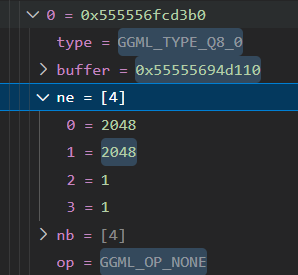 0 = 0x555556fcd3b0
type = GGML_TYPE_Q8_0
buffer = 0x55555694d110
ne = [4]
0 = 2048
1 = 2048
2 = 1
3 = 1
nb = [4]
op = GGML_OP_NONE